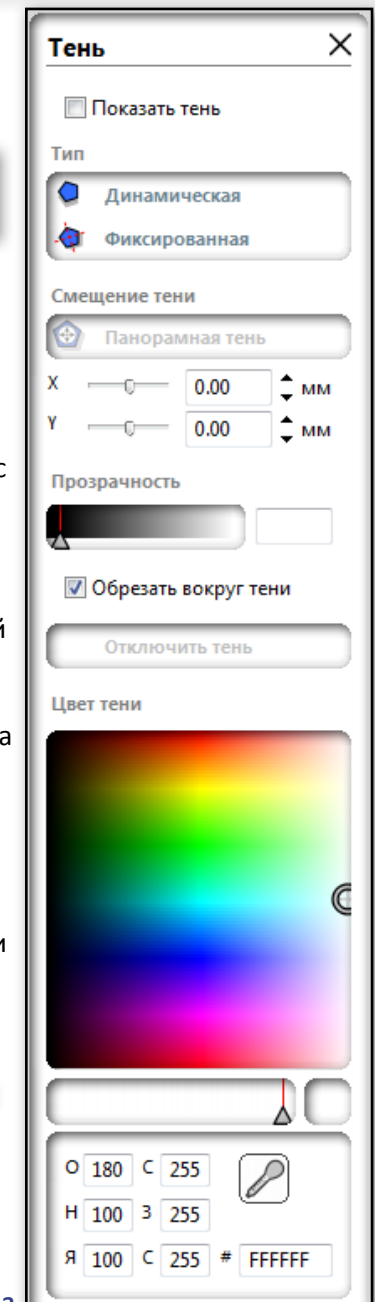 Тень
Показать тень
Тип
Динамическая
Фиксированная
Смещение тени
Панорамная тень
X 0.00 мм
Y 0.00 мм
с
Прозрачность
Обрезать вокруг тени
й
Отключить тень
Цвет тени
а
и
О 180 С 255
Н 100 З 255
Я 100 С 255 # FFFFFF
а